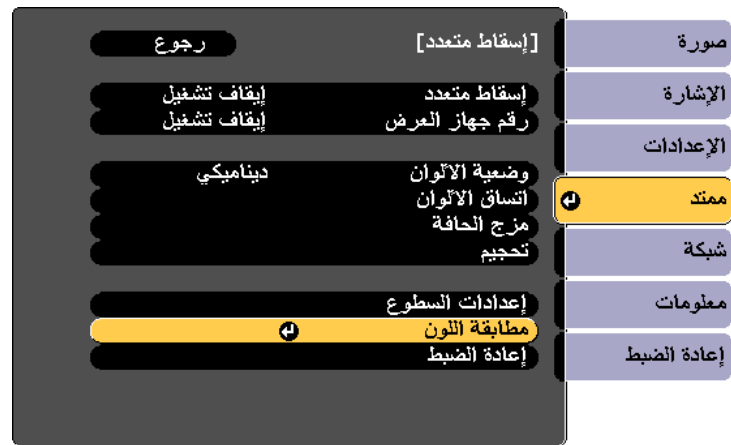 صورة
الإشارة
الإعدادات
ممتد
شبكة
معلومات
إعادة الضبط
[إسقاط متعدد] رجوع
إسقاط متعدد إيقاف تشغيل
رقم جهاز العرض إيقاف تشغيل
وضعية الألوان ديناميكي
اتساق الألوان
مزج الحافة
تحجيم
إعدادات السطوع
مطابقة اللون
إعادة الضبط